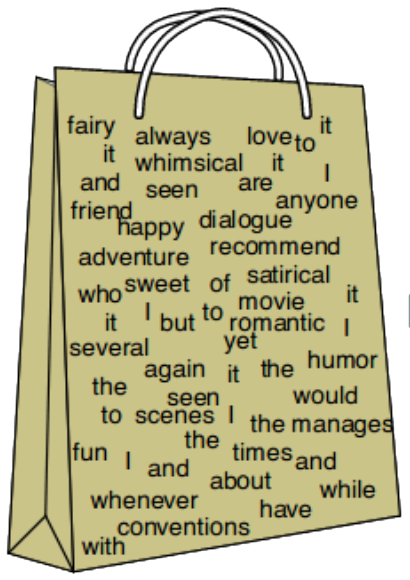 fairy always love to it
it whimsical it I
and seen are anyone
friend happy dialogue
adventure recommend
who sweet of satirical it
it I but to movie romantic I
several yet
again it the humor
the seen would
to scenes I the manages
the
fun I and times and
about while
whenever have
conventions
with